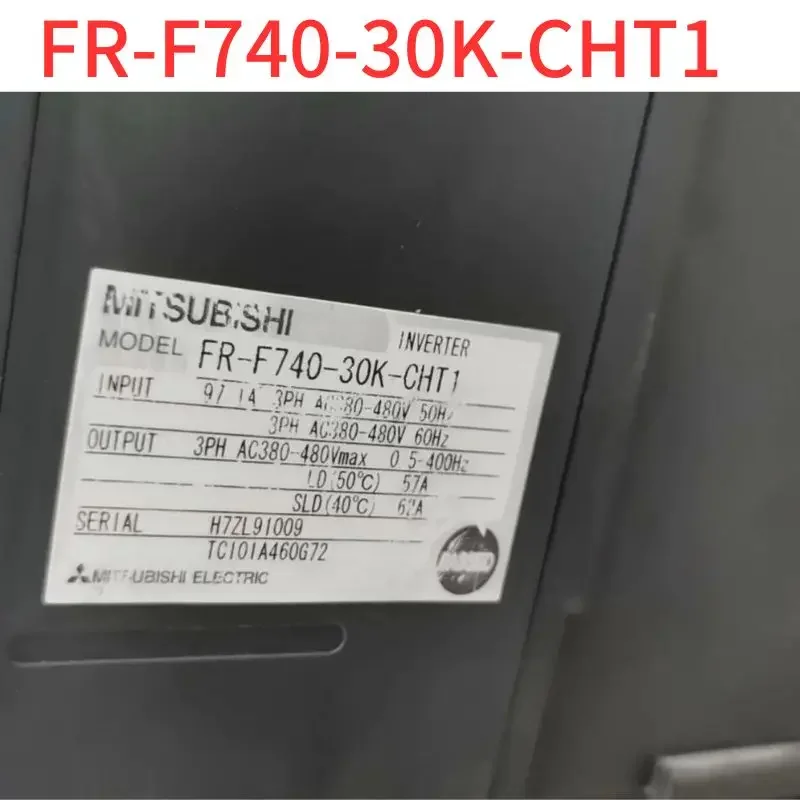 FR-F740-30K-CHT1
MITSUBISHI
INVERTER
MODEL FR-F740-30K-CHT1
INPUT 3PH AC380-480V 50Hz
3PH AC380-480V 60Hz
OUTPUT 3PH AC380-480Vmax 0.5-400Hz
LD(50℃) 57A
SLD(40℃) 62A
SERIAL H7ZL91009
TC101A460G72
MITSUBISHI ELECTRIC